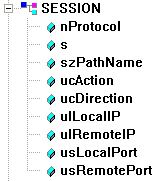 SESSION
nProtocol
s
szPathName
ucAction
ucDirection
ulLocalIP
ulRemoteIP
usLocalPort
usRemotePort